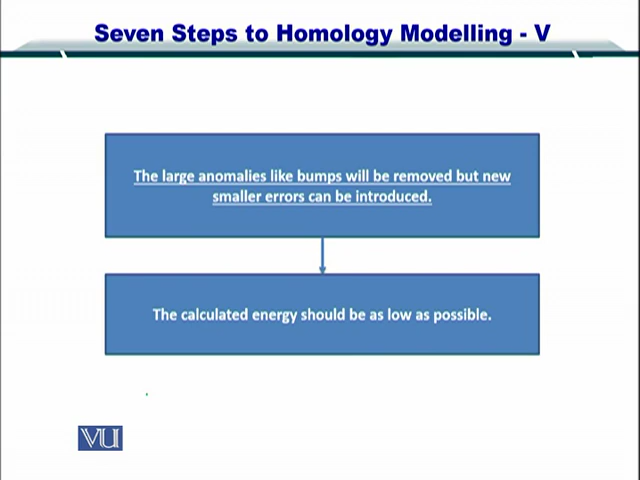 Seven Steps to Homology Modelling - V
The large anomalies like bumps will be removed but new
smaller errors can be introduced.
The calculated energy should be as low as possible.
VU